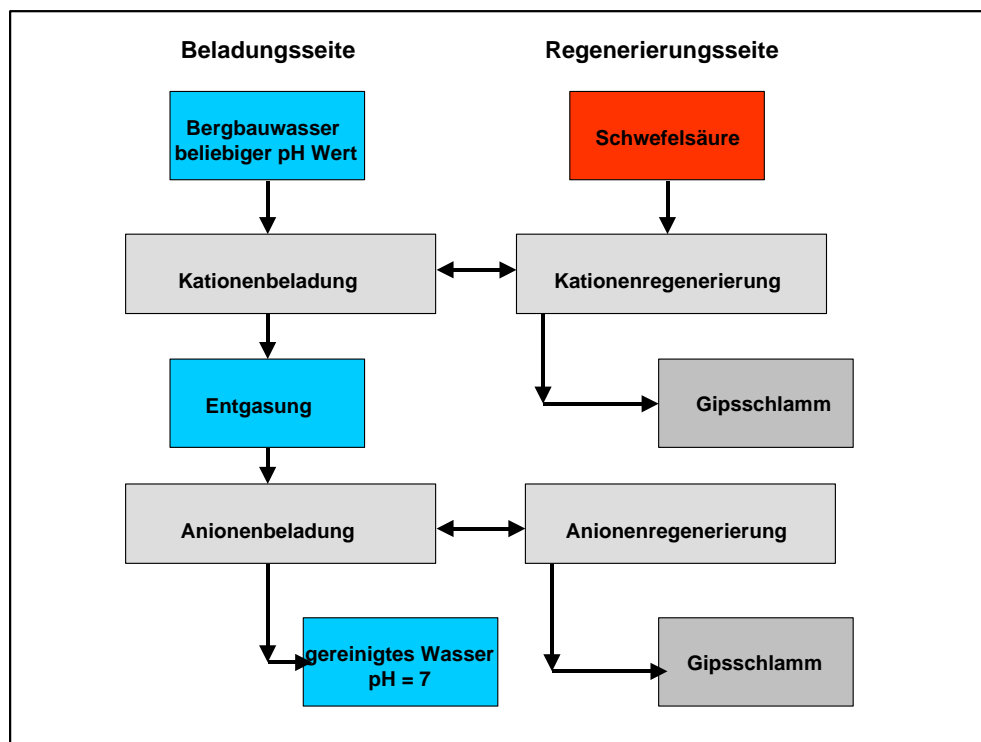 Beladungsseite
Regenerierungsseite
Bergbauwasser
beliebiger pH Wert
Schwefelsäure
Kationenbeladung
Kationenregenerierung
Entgasung
Gipsschlamm
Anionenbeladung
Anionenregenerierung
gereinigtes Wasser
pH = 7
Gipsschlamm